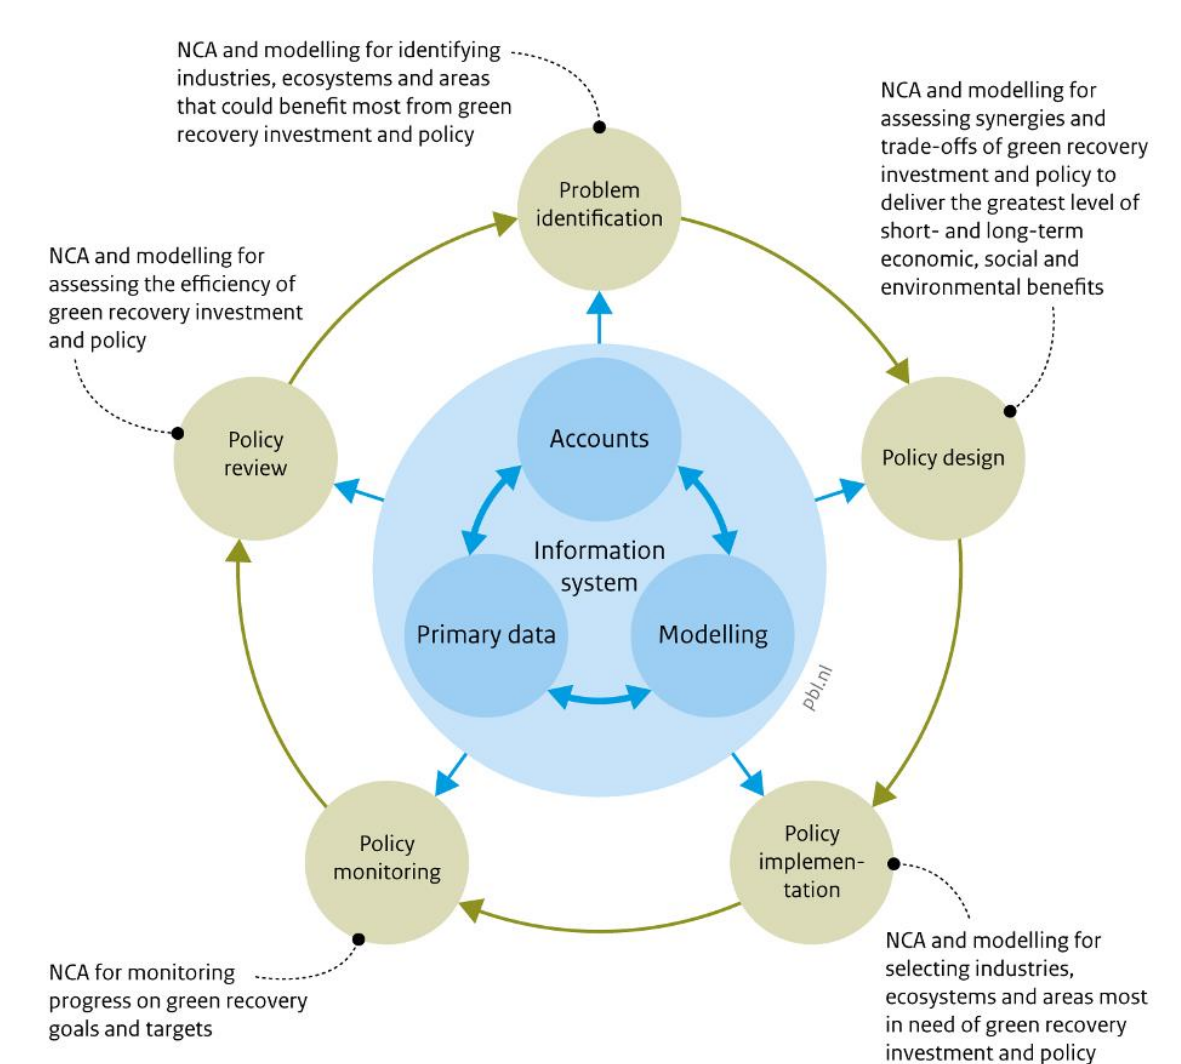 NCA and modelling for identifying
industries, ecosystems and areas
that could benefit most from green
recovery investment and policy
NCA and modelling for
assessing synergies and
trade-offs of green recovery
investment and policy to
deliver the greatest level of
short- and long-term
economic, social and
environmental benefits
Problem
identification
NCA and modelling for
assessing the efficiency of
green recovery investment
and policy
Policy
review
Accounts
Policy design
Information
system
Primary data
Modelling
pbl.nl
Policy
monitoring
Policy
implemen-
tation
NCA for monitoring
progress on green recovery
goals and targets
NCA and modelling for
selecting industries,
ecosystems and areas most
in need of green recovery
investment and policy